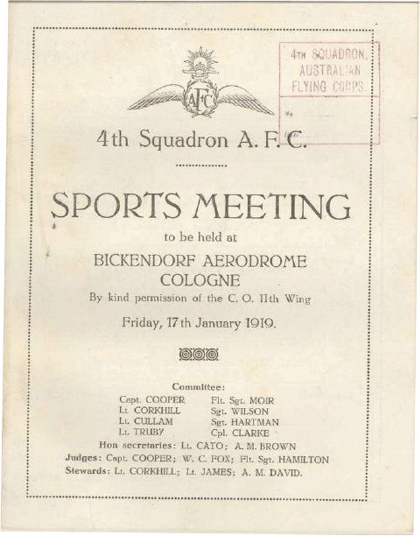 4TH SQUADRON,
AUSTRALIAN
FLYING CORPS
No
AFC
4th Squadron A. F. C.
SPORTS MEETING
to be held at
BICKENDORF AERODROME
COLOGNE
By kind permission of the C. O. 11th Wing
Friday, 17th January 1919.
Committee:
Capt. COOPER Flt. Sgt. MOIR
Lt. CORKHILL Sgt. WILSON
Lt. CULLAM Sgt. HARTMAN
Lt. TRUBY Cpl. CLARKE
Hon secretaries: Lt. CATO; A. M. BROWN
Judges: Capt. COOPER; W. C. FOX; Flt. Sgt. HAMILTON
Stewards: Lt. CORKHILL; Lt. JAMES; A. M. DAVID.